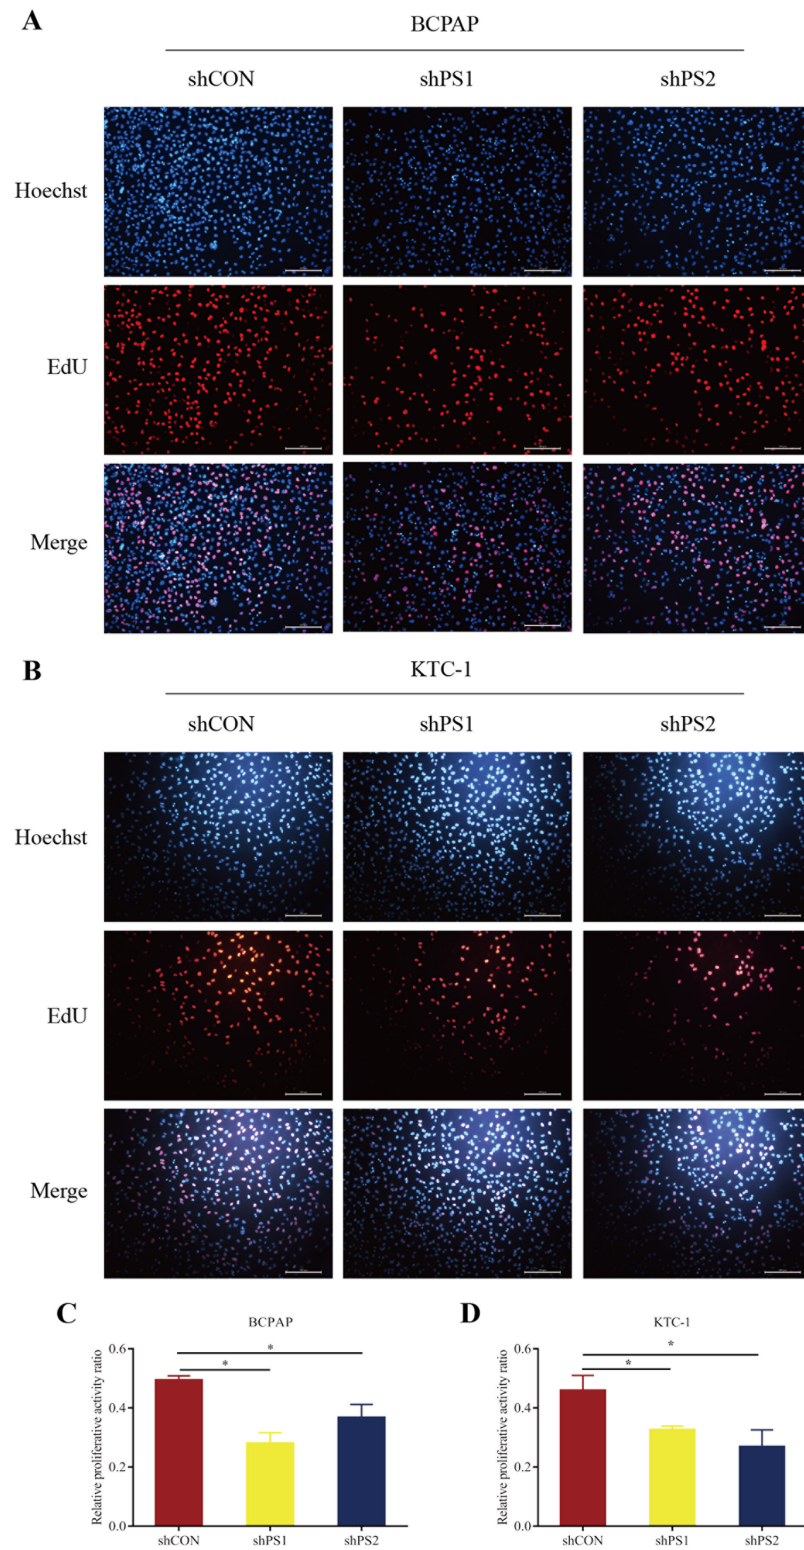 A
BCPAP
shCON shPS1 shPS2
Hoechst
EdU
Merge
B
KTC-1
shCON shPS1 shPS2
Hoechst
EdU
Merge
C
BCPAP
Relative proliferative activity ratio
0.6
0.4
0.2
0.0
*
*
shCON shPS1 shPS2
D
KTC-1
Relative proliferative activity ratio
0.6
0.4
0.2
0.0
*
*
shCON shPS1 shPS2